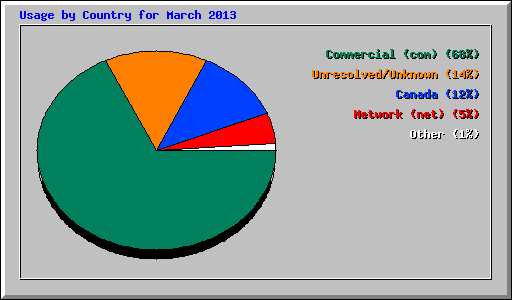 Usage by Country for March 2013
Commercial (com) (68%)
Unresolved/Unknown (14%)
Canada (12%)
Network (net) (5%)
Other (1%)